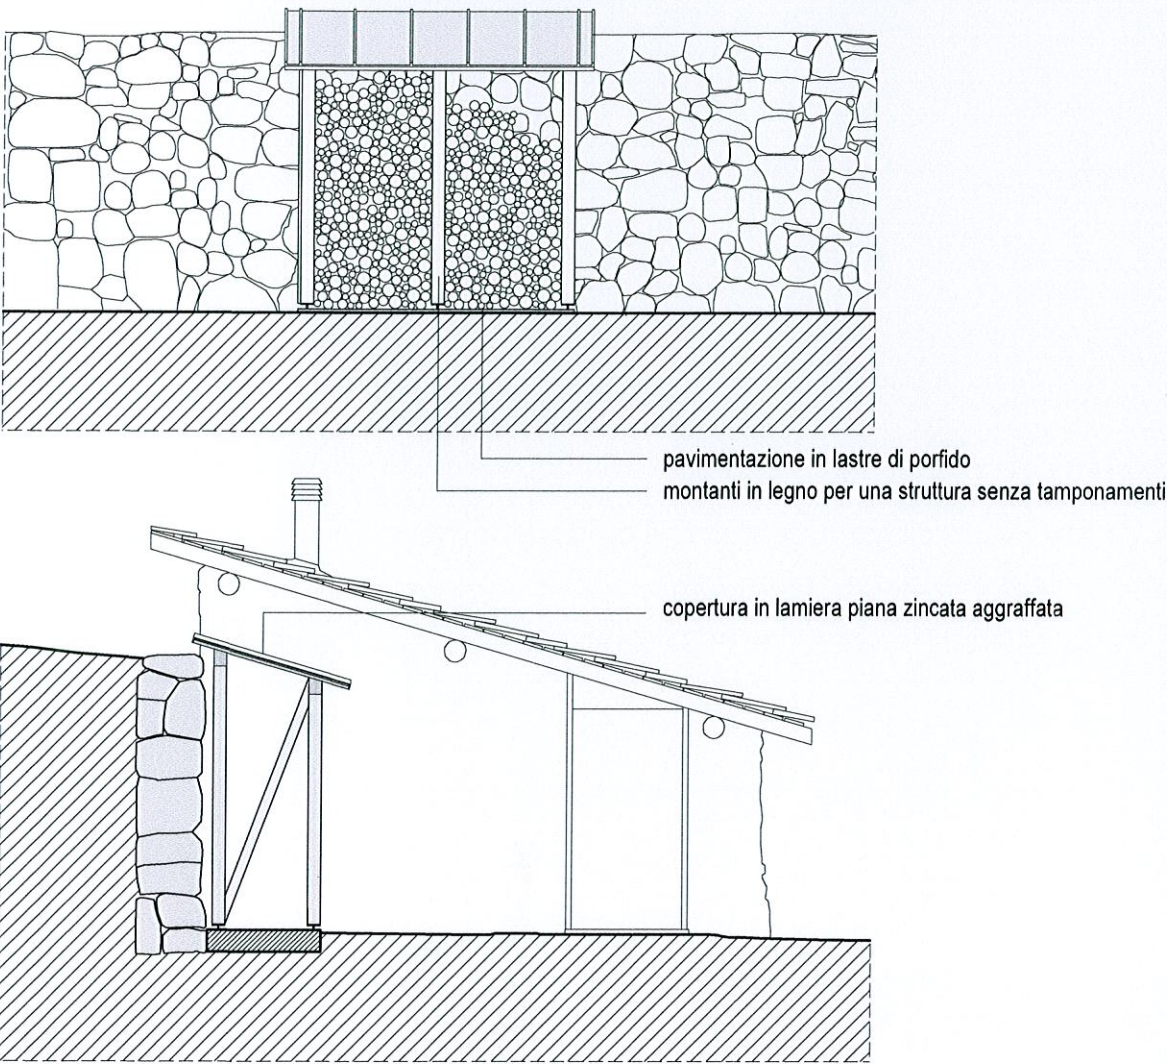 pavimentazione in lastre di porfido
montanti in legno per una struttura senza tamponamenti
copertura in lamiera piana zincata aggraffata